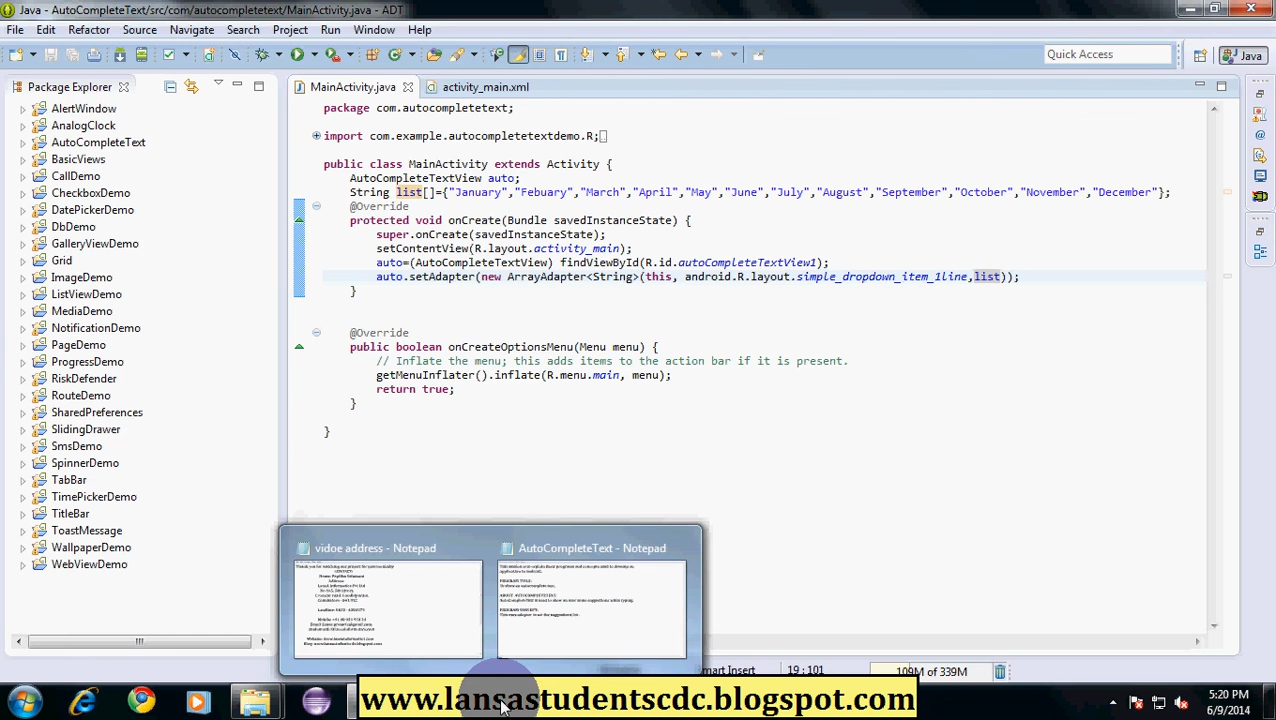 Java - AutoCompleteText/src/com/autocompletetext/MainActivity.java - ADT
File Edit Refactor Source Navigate Search Project Run Window Help
Quick Access
Java
Package Explorer
MainActivity.java
activity_main.xml
AlertWindow
AnalogClock
AutoCompleteText
BasicViews
CallDemo
CheckboxDemo
DatePickerDemo
DbDemo
GalleryViewDemo
Grid
ImageDemo
ListViewDemo
MediaDemo
NotificationDemo
PageDemo
ProgressDemo
RiskDefender
RouteDemo
SharedPreferences
SlidingDrawer
SmsDemo
SpinnerDemo
TabBar
TimePickerDemo
TitleBar
ToastMessage
WallpaperDemo
WebViewDemo
package com.autocompletetext;
import com.example.autocompletetextdemo.R;
public class MainActivity extends Activity {
AutoCompleteTextView auto;
String list[]={"January","Febuary","March","April","May","June","July","August","September","October","November","December"};
@Override
protected void onCreate(Bundle savedInstanceState) {
super.onCreate(savedInstanceState);
setContentView(R.layout.activity_main);
auto=(AutoCompleteTextView) findViewById(R.id.autoCompleteTextView1);
auto.setAdapter(new ArrayAdapter<String>(this, android.R.layout.simple_dropdown_item_1line,list));
}
@Override
public boolean onCreateOptionsMenu(Menu menu) {
// Inflate the menu; this adds items to the action bar if it is present.
getMenuInflater().inflate(R.menu.main, menu);
return true;
}
}
vidoe address - Notepad
AutoCompleteText - Notepad
mart Insert
19 : 101
109M of 339M
www.lansastudentscdc.blogspot.com
5:20 PM
6/9/2014